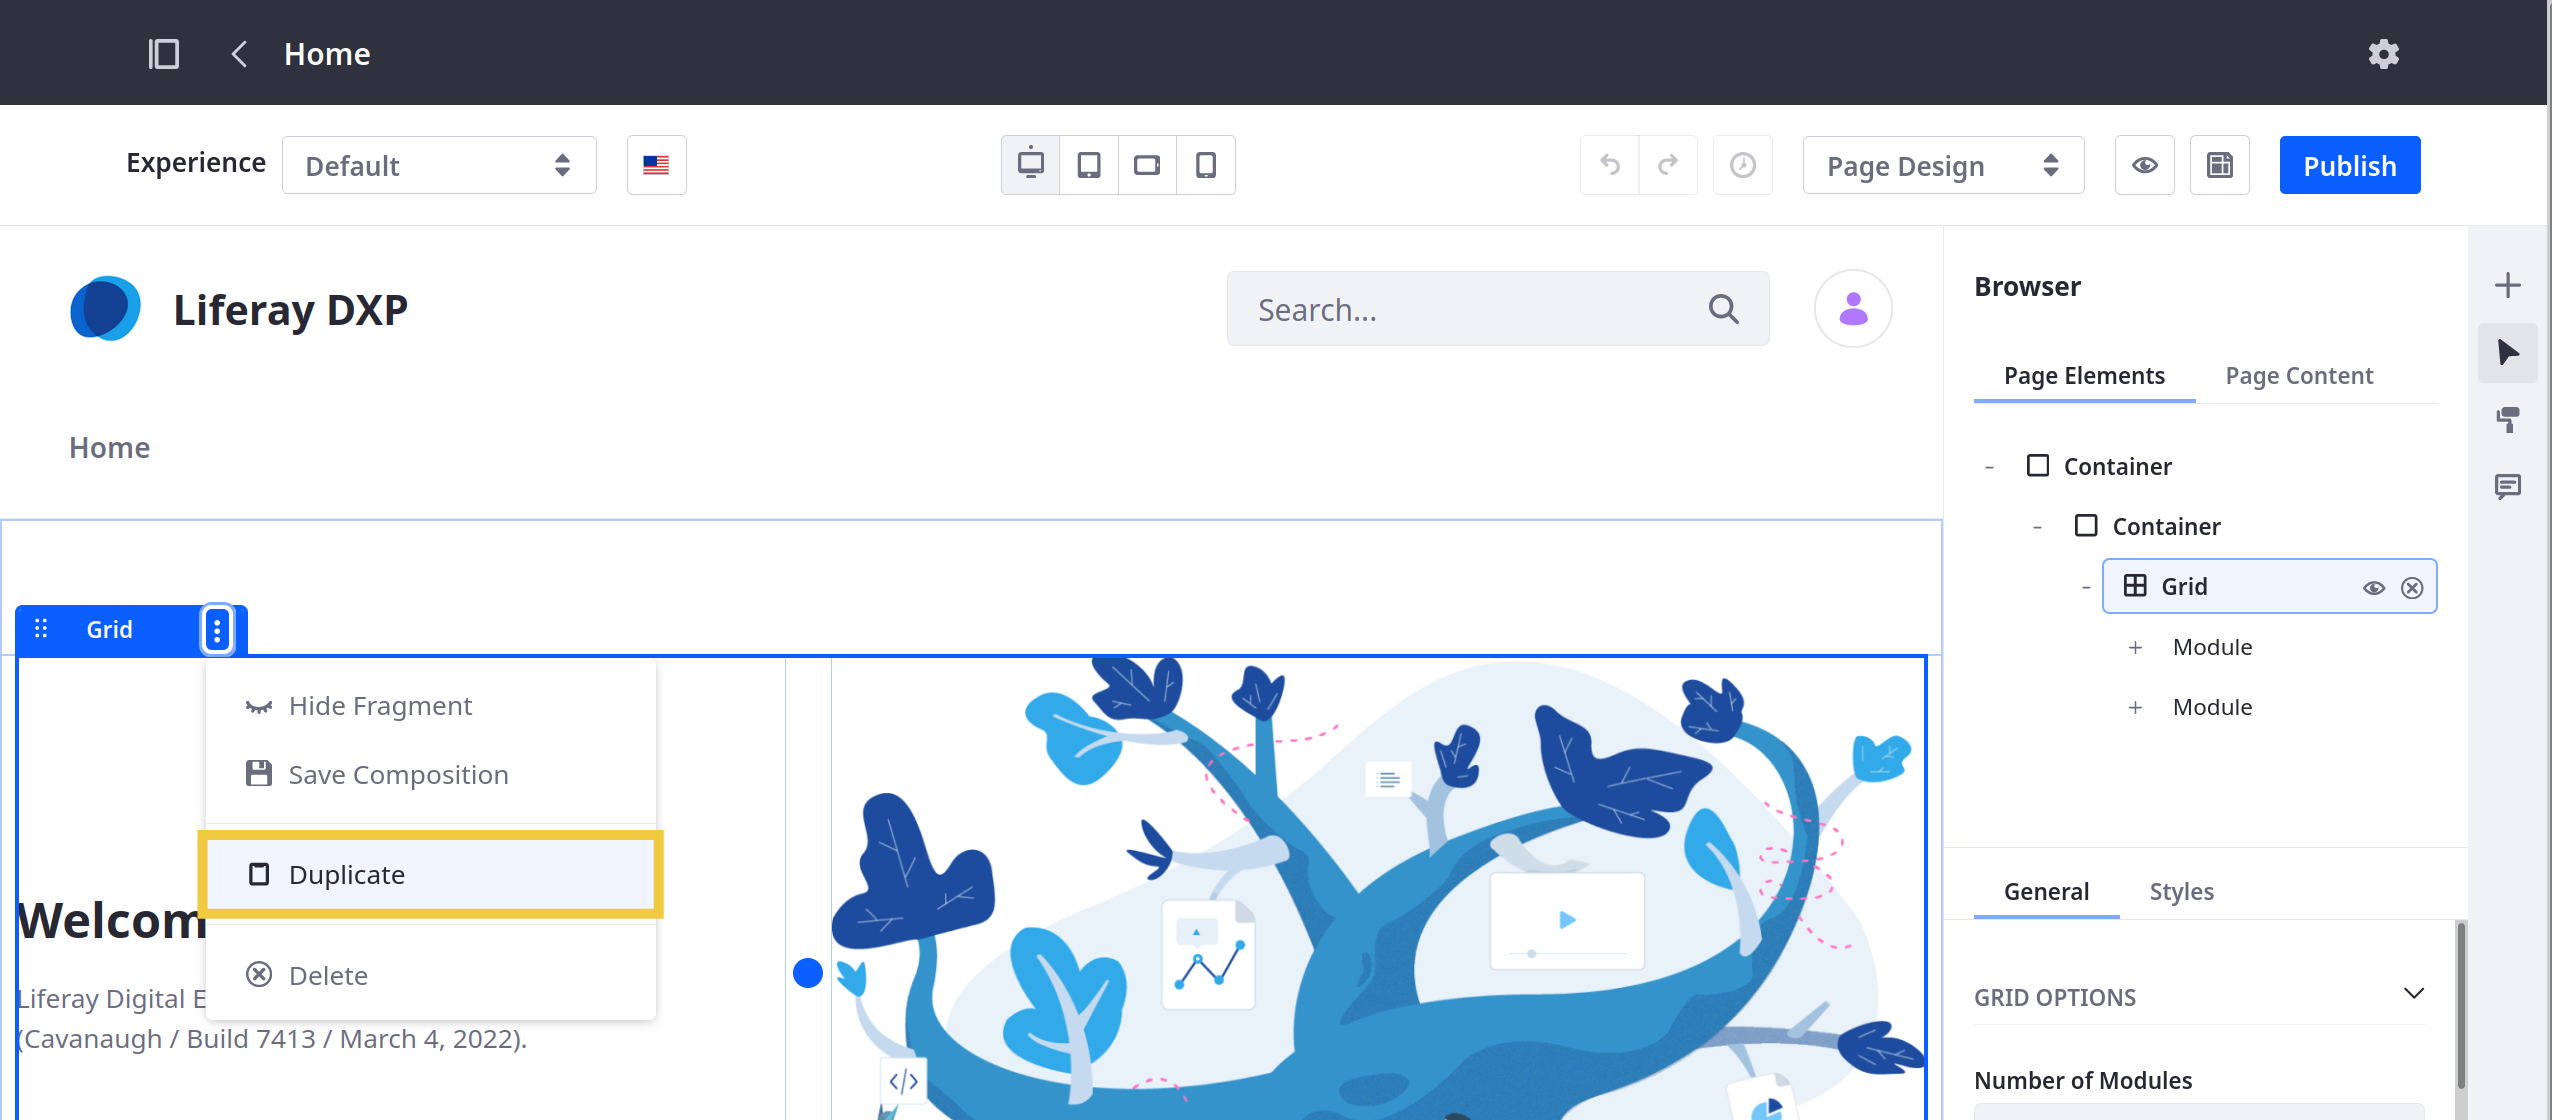 Home
Experience
Default
Page Design
Publish
Liferay DXP
Search...
Home
Grid
Hide Fragment
Save Composition
Duplicate
Delete
Welcom
Liferay Digital E
(Cavanaugh / Build 7413 / March 4, 2022).
</>
Browser
Page Elements
Page Content
Container
Container
Grid
Module
Module
General
Styles
GRID OPTIONS
Number of Modules